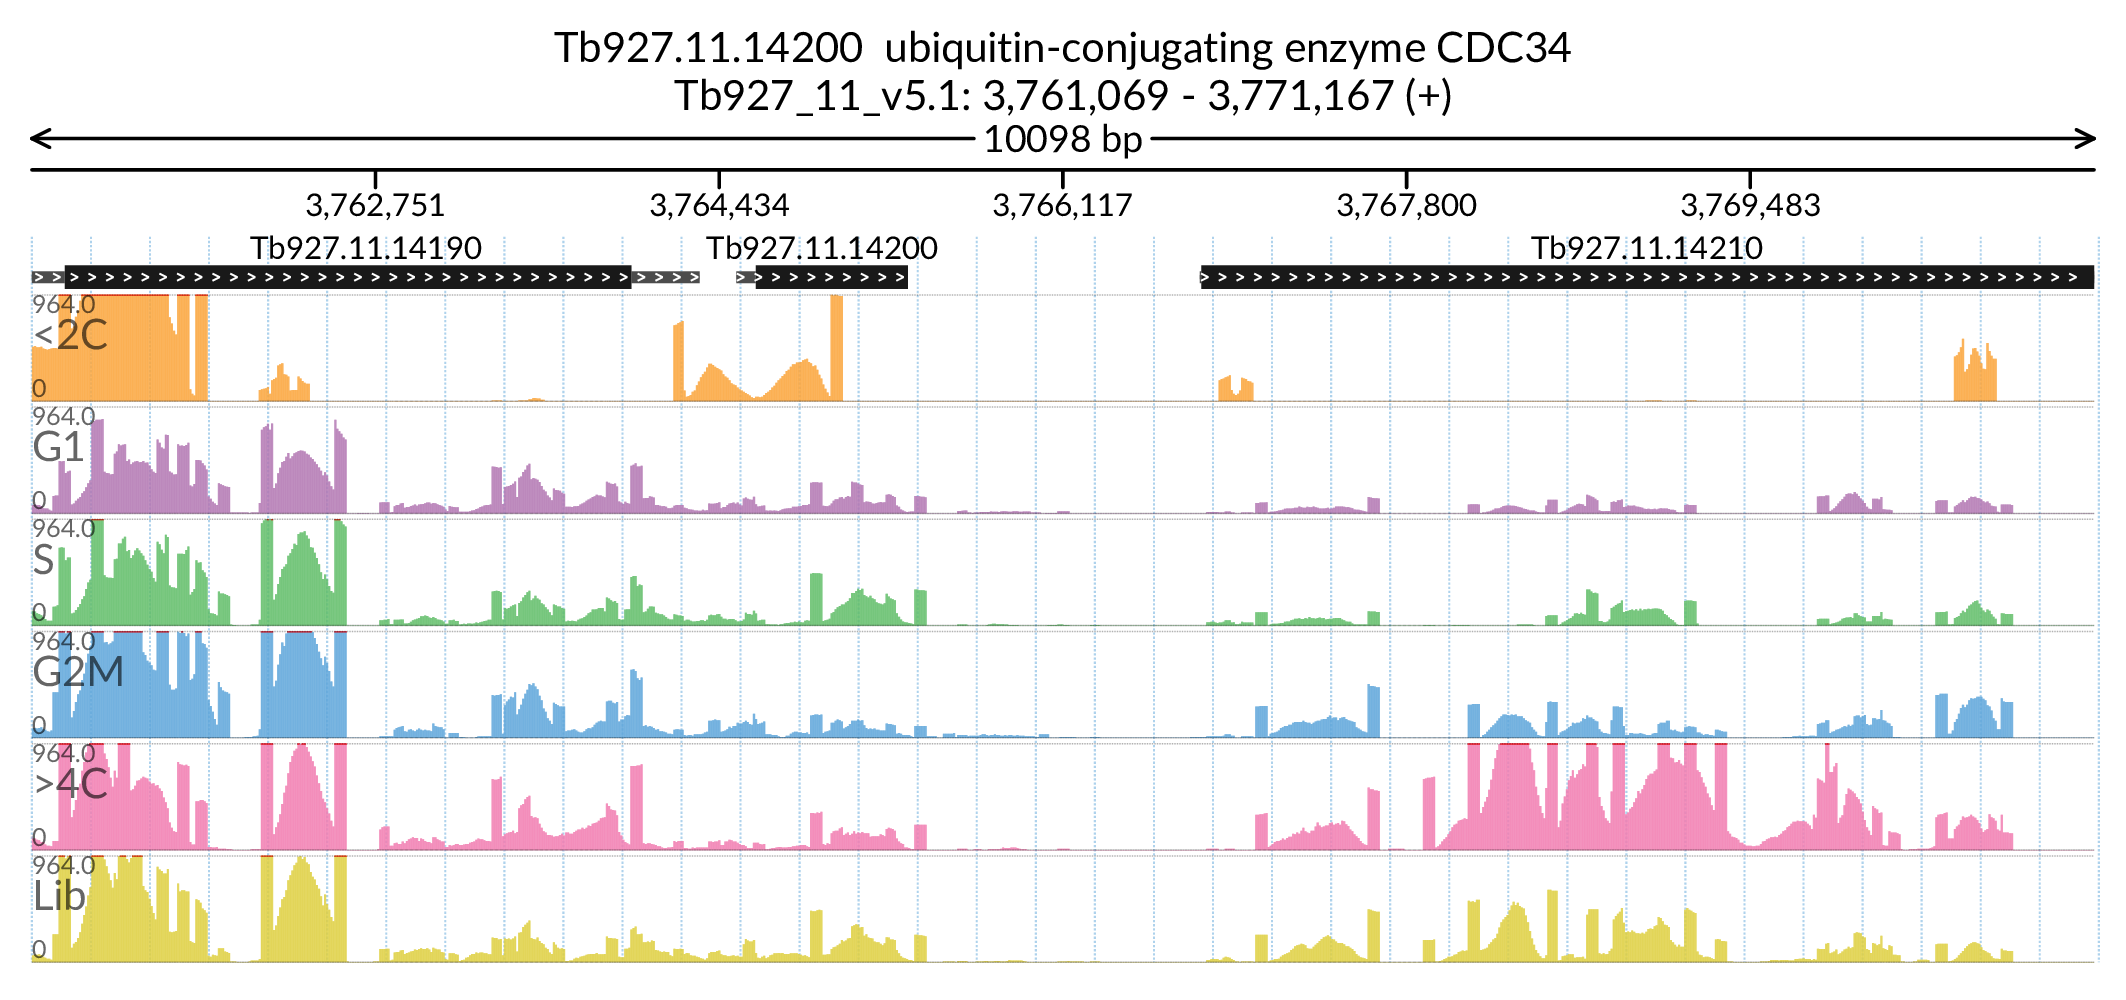 Tb927.11.14200 ubiquitin-conjugating enzyme CDC34
Tb927_11_v5.1: 3,761,069 - 3,771,167 (+)
10098 bp
3,762,751 3,764,434 3,766,117 3,767,800 3,769,483
Tb927.11.14190 Tb927.11.14200 Tb927.11.14210
964.0
<2C
0
964.0
G1
0
964.0
S
0
964.0
G2M
0
964.0
>4C
0
964.0
Lib
0